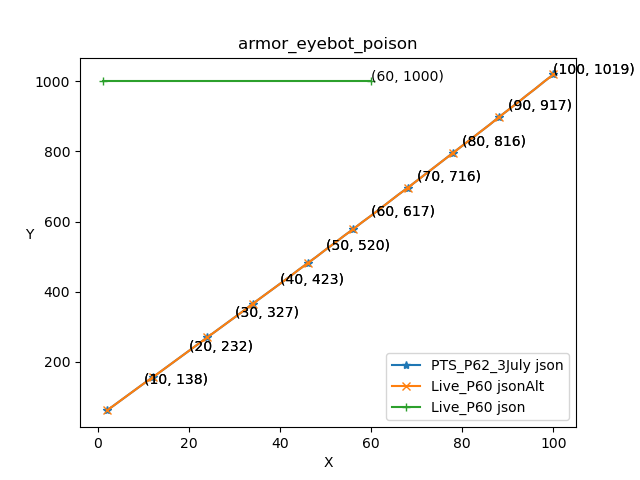 armor_eyebot_poison
1000
(60, 1000)
(100, 1019)
(90, 917)
800
(80, 816)
(70, 716)
600
(60, 617)
Y
(50, 520)
(40, 423)
400
(30, 327)
(20, 232)
200
(10, 138)
PTS_P62_3July json
Live_P60 jsonAlt
Live_P60 json
0 20 40 60 80 100
X